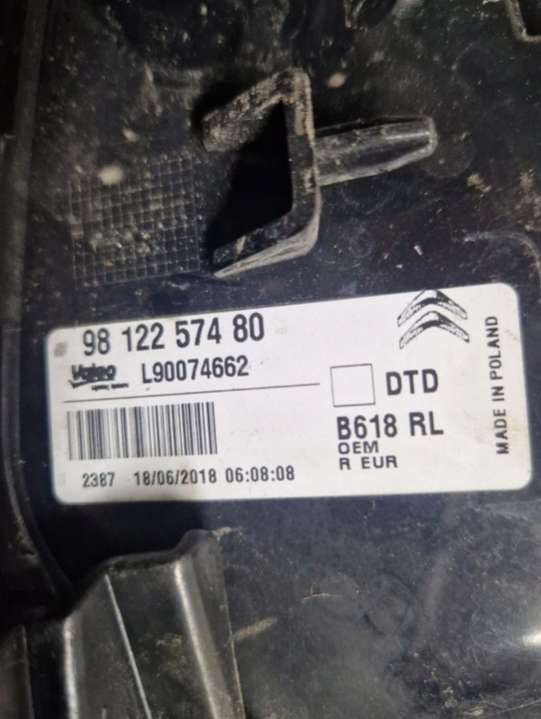 98 122 574 80
Valeo L90074662
DTD
B618 RL
OEM
R EUR
2387 18/06/2018 06:08:08
MADE IN POLAND